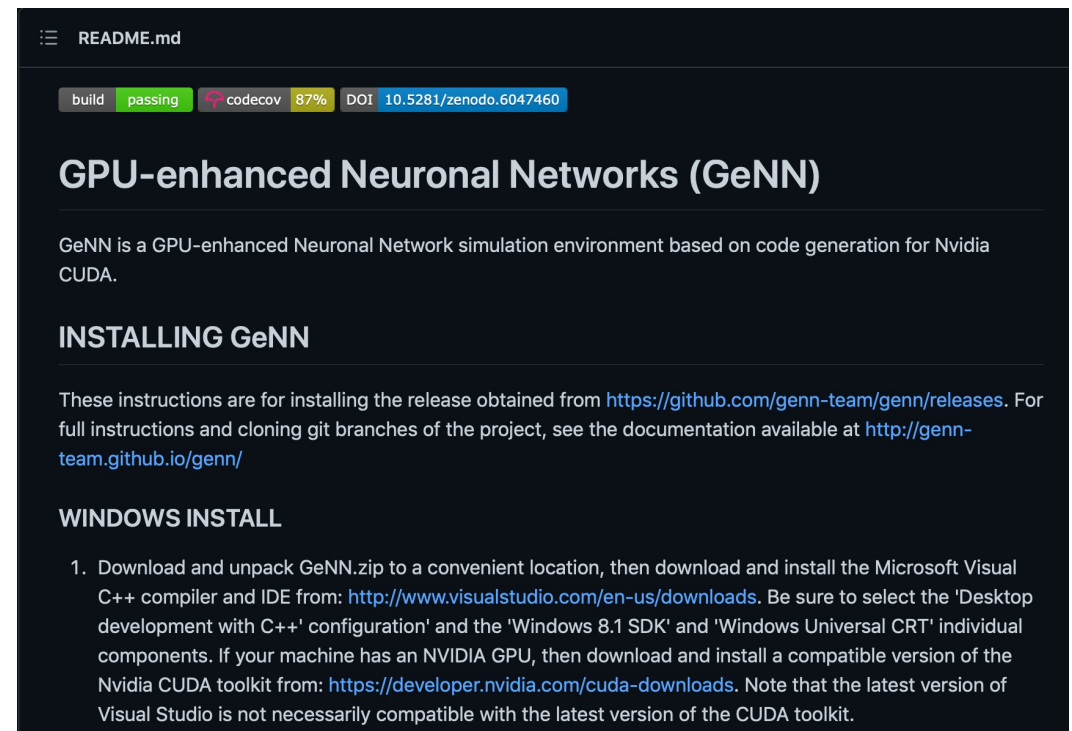 README.md
build passing codecov 87% DOI 10.5281/zenodo.6047460
GPU-enhanced Neuronal Networks (GeNN)
GeNN is a GPU-enhanced Neuronal Network simulation environment based on code generation for Nvidia
CUDA.
INSTALLING GeNN
These instructions are for installing the release obtained from https://github.com/genn-team/genn/releases. For
full instructions and cloning git branches of the project, see the documentation available at http://genn-
team.github.io/genn/
WINDOWS INSTALL
1. Download and unpack GeNN.zip to a convenient location, then download and install the Microsoft Visual
C++ compiler and IDE from: http://www.visualstudio.com/en-us/downloads. Be sure to select the 'Desktop
development with C++' configuration' and the 'Windows 8.1 SDK' and 'Windows Universal CRT' individual
components. If your machine has an NVIDIA GPU, then download and install a compatible version of the
Nvidia CUDA toolkit from: https://developer.nvidia.com/cuda-downloads. Note that the latest version of
Visual Studio is not necessarily compatible with the latest version of the CUDA toolkit.